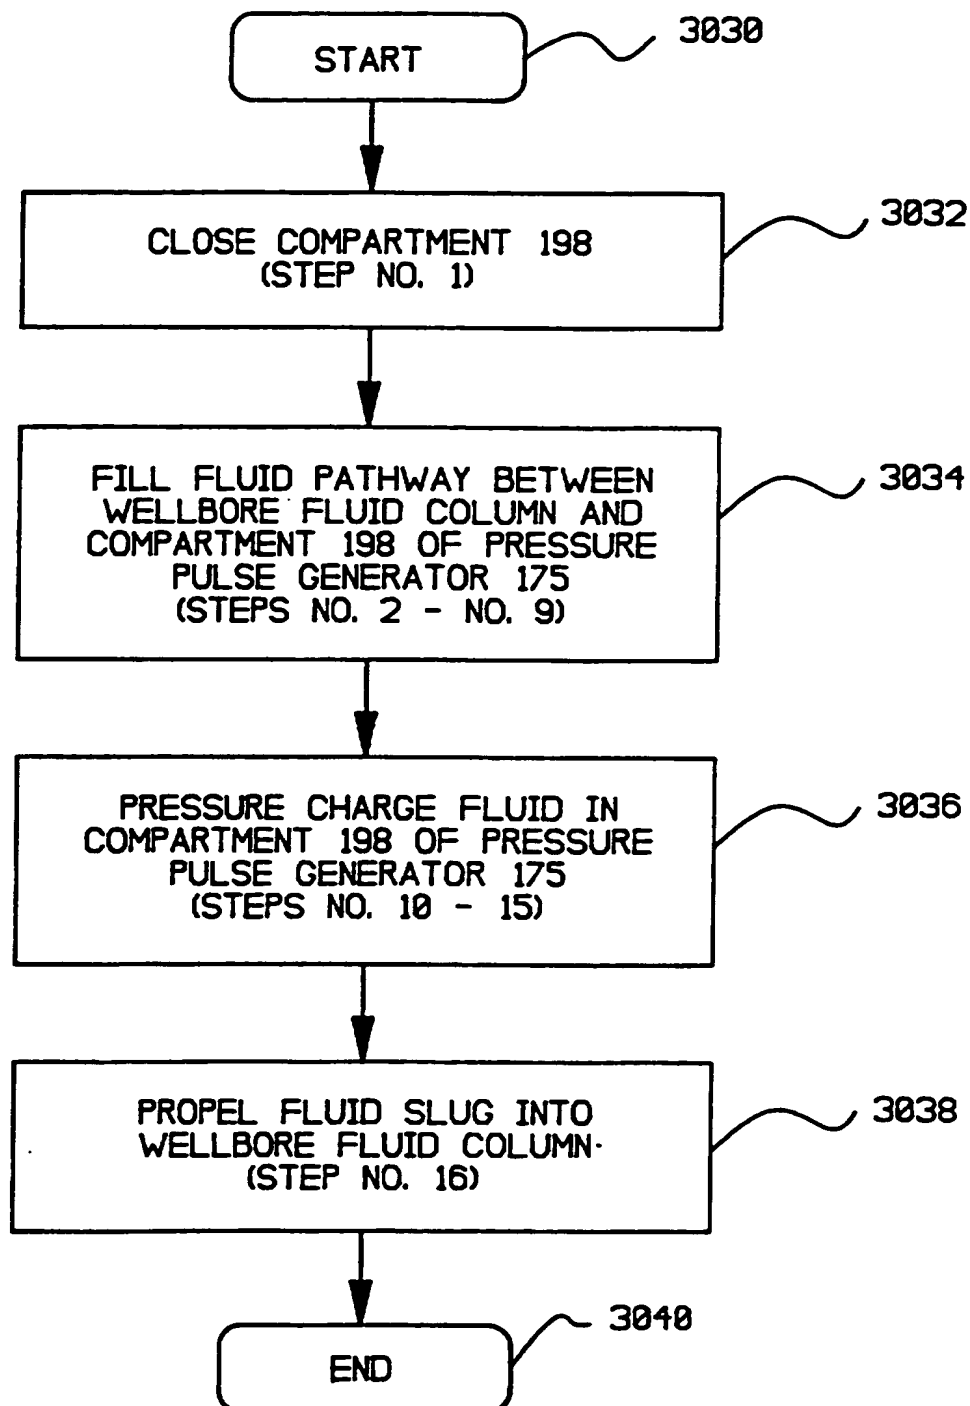 START
3030
CLOSE COMPARTMENT 198
(STEP NO. 1)
3032
FILL FLUID PATHWAY BETWEEN
WELLBORE FLUID COLUMN AND
COMPARTMENT 198 OF PRESSURE
PULSE GENERATOR 175
(STEPS NO. 2 - NO. 9)
3034
PRESSURE CHARGE FLUID IN
COMPARTMENT 198 OF PRESSURE
PULSE GENERATOR 175
(STEPS NO. 10 - 15)
3036
PROPEL FLUID SLUG INTO
WELLBORE FLUID COLUMN
(STEP NO. 16)
3038
END
3040